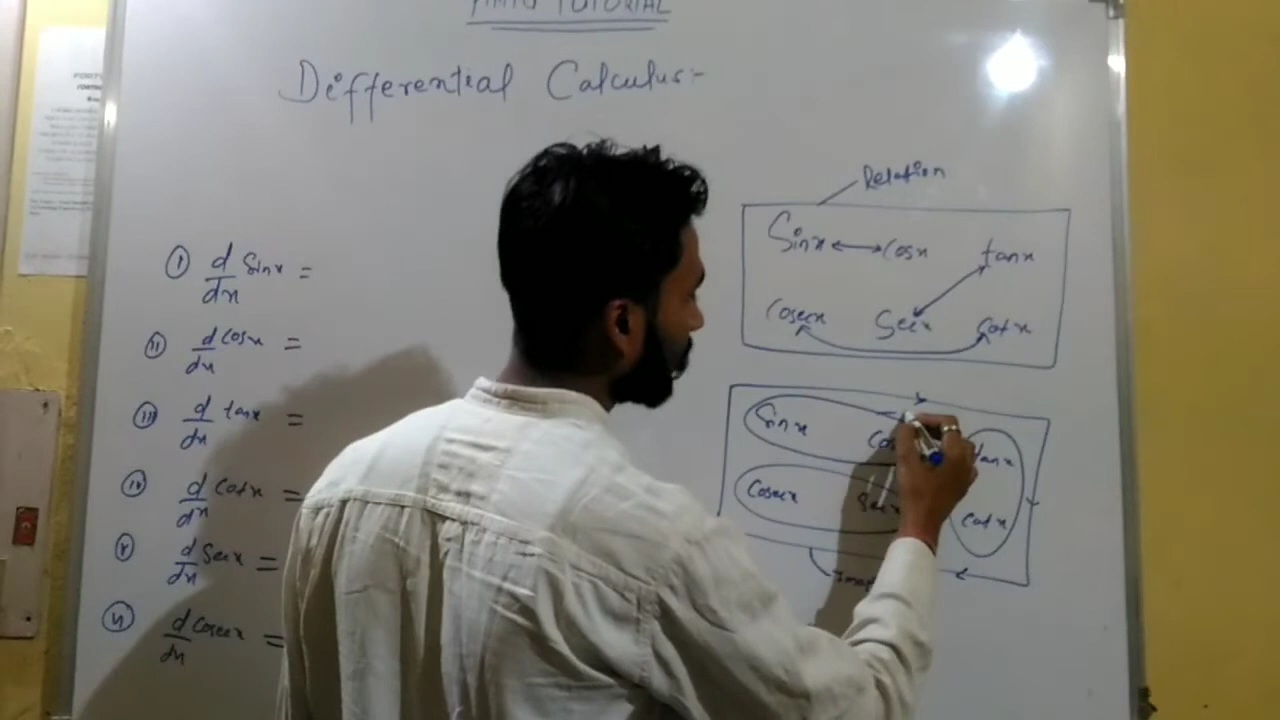 TUTORIAL
Differential Calculus:-
Relation
Sinx ↔ Cosx tanx
Cosecx Secx Cotx
(i) d/dx Sinx =
(ii) d/dx Cosx =
(iii) d/dx tanx =
(iv) d/dx Cotx =
(v) d/dx Secx =
(vi) d/dx Cosecx =
Sinx Cos tanx
Cosecx Secx Cotx